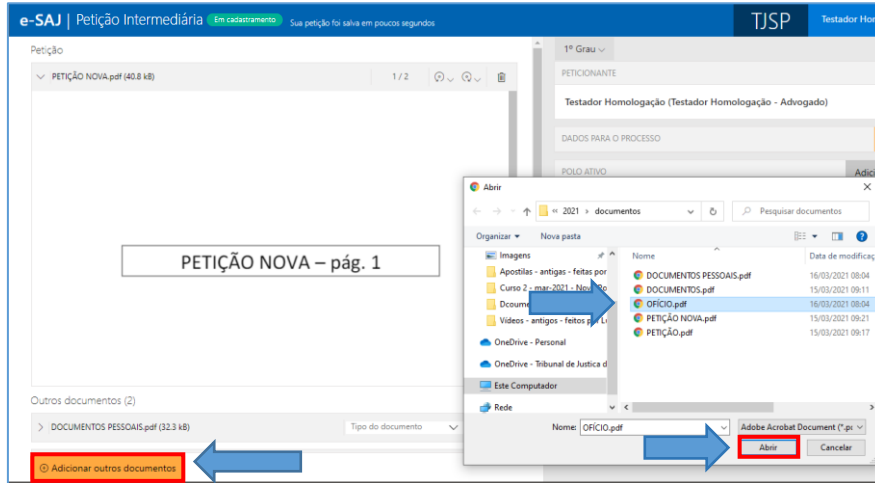 e-SAJ | Petição Intermediária Em cadastramento Sua petição foi salva em poucos segundos TJSP Testador Hor
Petição
PETIÇÃO NOVA.pdf (40.8 kB) 1 / 2
PETIÇÃO NOVA – pág. 1
Outros documentos (2)
DOCUMENTOS PESSOAIS.pdf (32.3 kB) Tipo do documento
Adicionar outros documentos
1º Grau
PETICIONANTE
Testador Homologação (Testador Homologação - Advogado)
DADOS PARA O PROCESSO
POLO ATIVO Adici
Abrir
« 2021 > documentos Pesquisar documentos
Organizar Nova pasta
Imagens
Apostilas - antigas - feitas por
Curso 2 - mar-2021 -
Vídeos - antigos - feitos
OneDrive - Personal
OneDrive - Tribunal de Justica d
Este Computador
Rede
Nome Data de modificaç
DOCUMENTOS PESSOAIS.pdf 16/03/2021 08:04
DOCUMENTOS.pdf 15/03/2021 09:11
OFÍCIO.pdf 16/03/2021 08:04
PETIÇÃO NOVA.pdf 15/03/2021 09:21
PETIÇÃO.pdf 15/03/2021 09:17
Nome: OFÍCIO.pdf Adobe Acrobat Document (*.pc
Abrir Cancelar